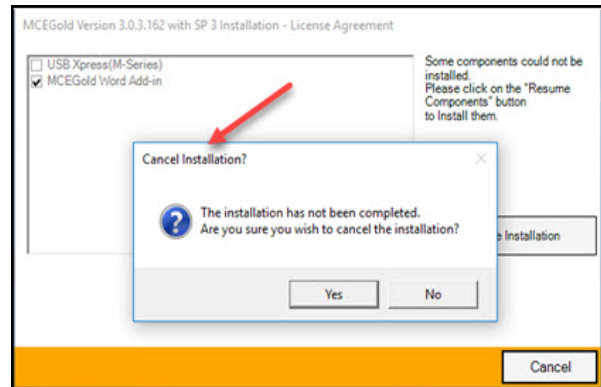 MCEGold Version 3.0.3.162 with SP 3 Installation - License Agreement
USB Xpress(M-Series)
MCEGold Word Add-in
Some components could not be
installed.
Please click on the "Resume
Components" button
to Install them.
Cancel Installation?
The installation has not been completed.
Are you sure you wish to cancel the installation?
Installation
Yes
No
Cancel